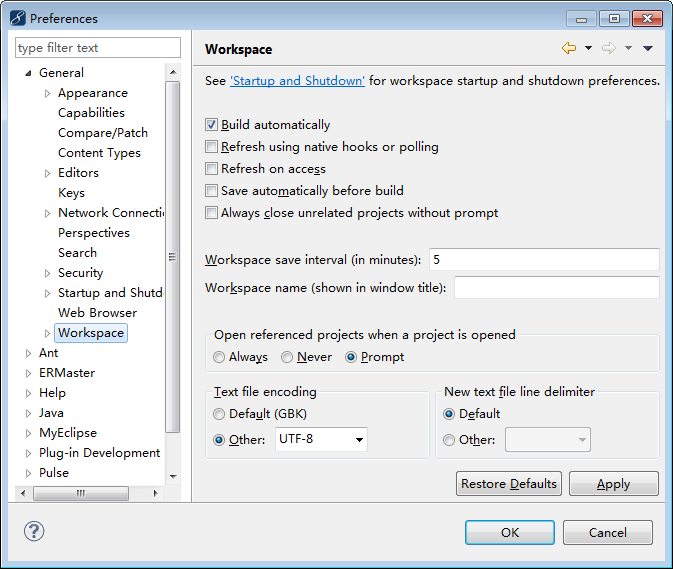 Preferences
type filter text
General
Appearance
Capabilities
Compare/Patch
Content Types
Editors
Keys
Network Connecti
Perspectives
Search
Security
Startup and Shutd
Web Browser
Workspace
Ant
ERMaster
Help
Java
MyEclipse
Plug-in Development
Pulse
Workspace
See 'Startup and Shutdown' for workspace startup and shutdown preferences.
Build automatically
Refresh using native hooks or polling
Refresh on access
Save automatically before build
Always close unrelated projects without prompt
Workspace save interval (in minutes): 5
Workspace name (shown in window title):
Open referenced projects when a project is opened
Always Never Prompt
Text file encoding
Default (GBK)
Other: UTF-8
New text file line delimiter
Default
Other:
Restore Defaults Apply
OK Cancel